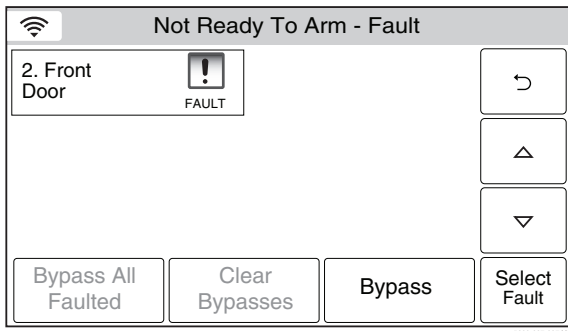 Not Ready To Arm - Fault
2. Front
Door
!
FAULT
Bypass All
Faulted
Clear
Bypasses
Bypass
Select
Fault